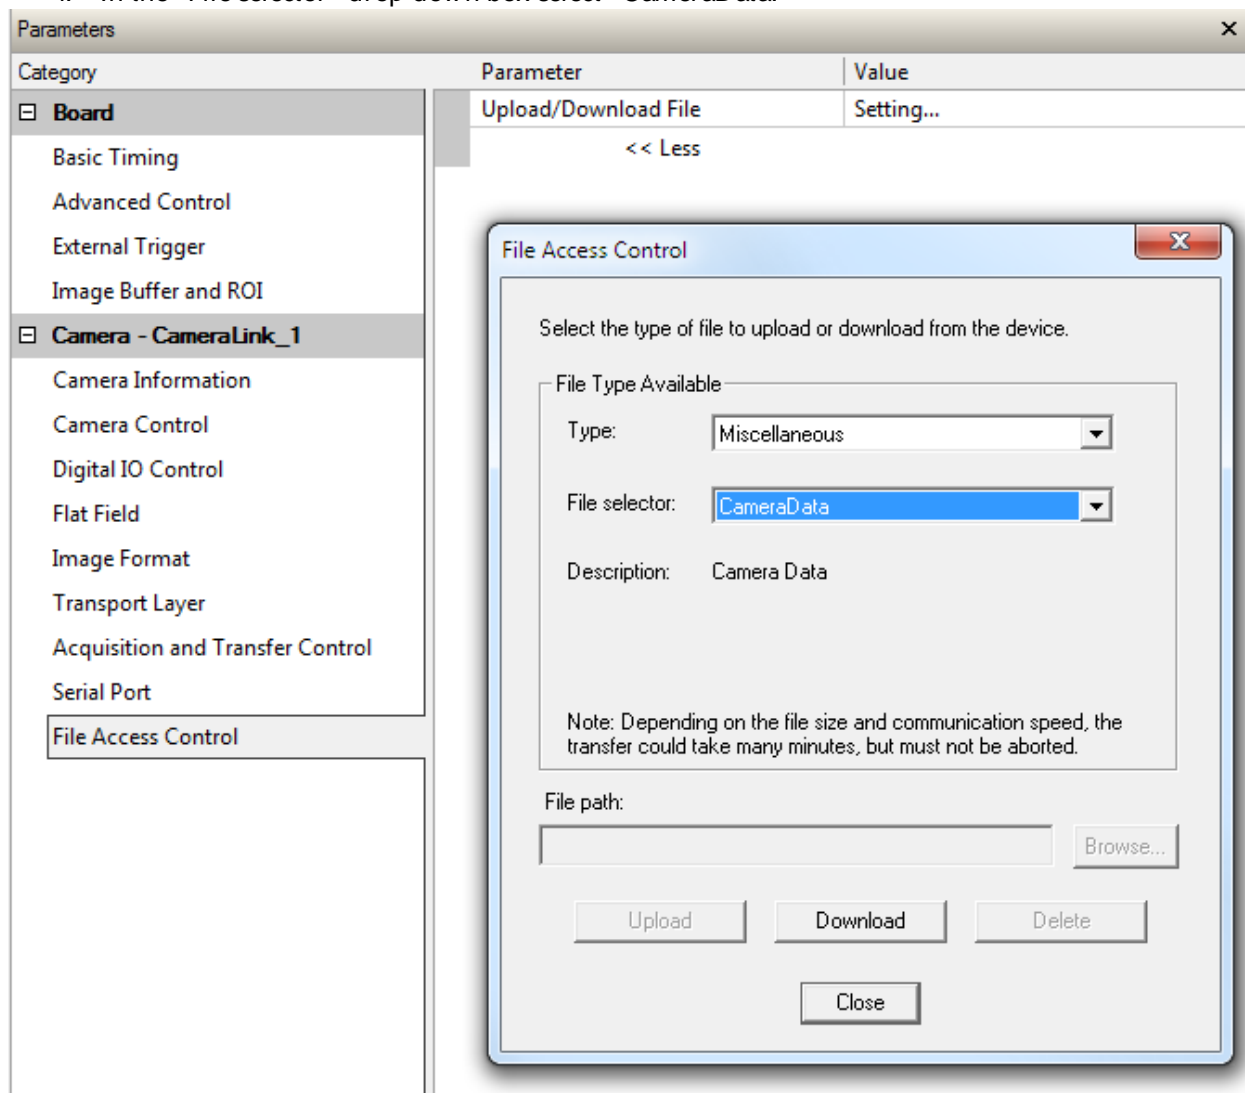 Parameters
Category
Parameter
Value
Board
Upload/Download File
Setting...
Basic Timing
<< Less
Advanced Control
External Trigger
Image Buffer and ROI
Camera - CameraLink_1
Camera Information
Camera Control
Digital IO Control
Flat Field
Image Format
Transport Layer
Acquisition and Transfer Control
Serial Port
File Access Control
File Access Control
Select the type of file to upload or download from the device.
File Type Available
Type:
Miscellaneous
File selector:
CameraData
Description:
Camera Data
Note: Depending on the file size and communication speed, the
transfer could take many minutes, but must not be aborted.
File path:
Browse...
Upload
Download
Delete
Close